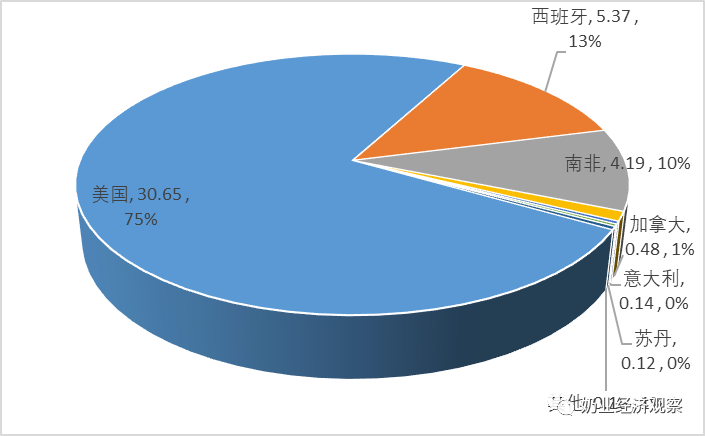 西班牙, 5.37,
13%
南非, 4.19, 10%
美国, 30.65,
75%
加拿大,
0.48, 1%
意大利,
0.14, 0%
苏丹,
0.12, 0%
奶业经济观察